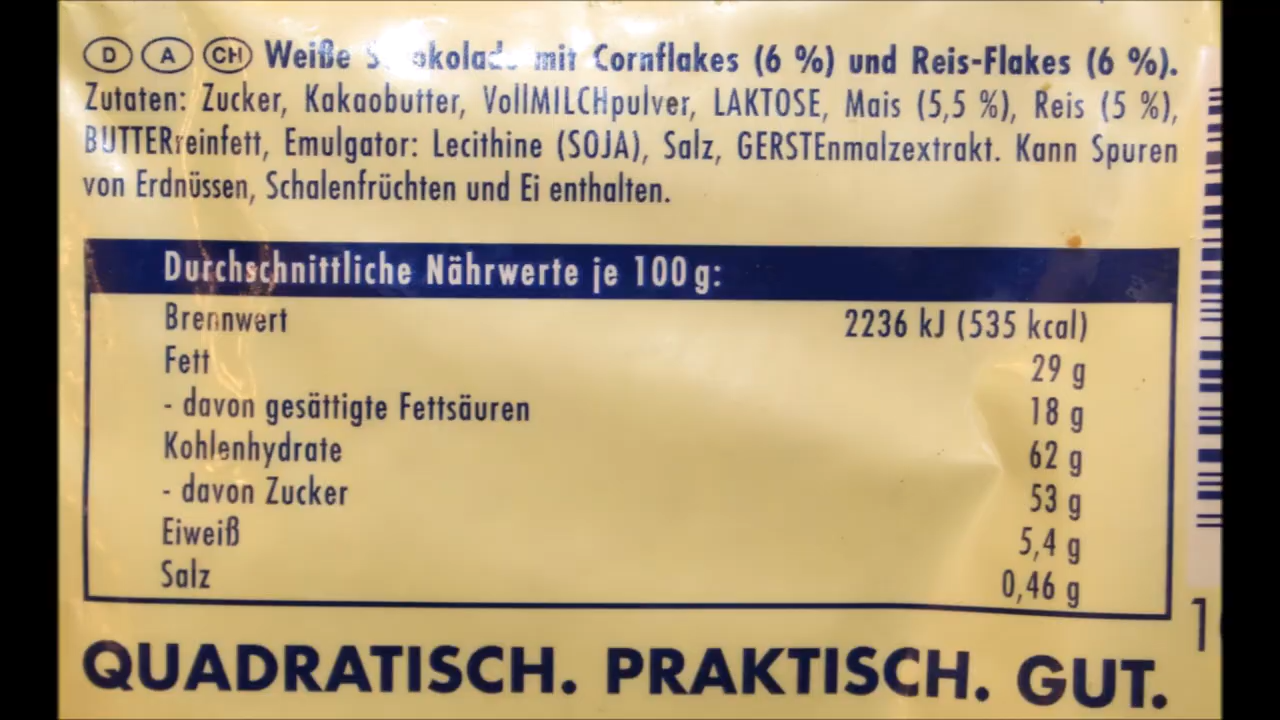 D A CH Weiße mit Cornflakes (6 %) und Reis-Flakes (6 %).
Zutaten: Zucker, Kakaobutter, VollMILCHpulver, LAKTOSE, Mais (5,5 %), Reis (5 %),
BUTTERreinfett, Emulgator: Lecithine (SOJA), Salz, GERSTEnmalzextrakt. Kann Spuren
von Erdnüssen, Schalenfrüchten und Ei enthalten.
Durchschnittliche Nährwerte je 100 g:
Brennwert 2236 kJ (535 kcal)
Fett 29 g
- davon gesättigte Fettsäuren 18 g
Kohlenhydrate 62 g
- davon Zucker 53 g
Eiweiß 5,4 g
Salz 0,46 g
1
QUADRATISCH. PRAKTISCH. GUT.